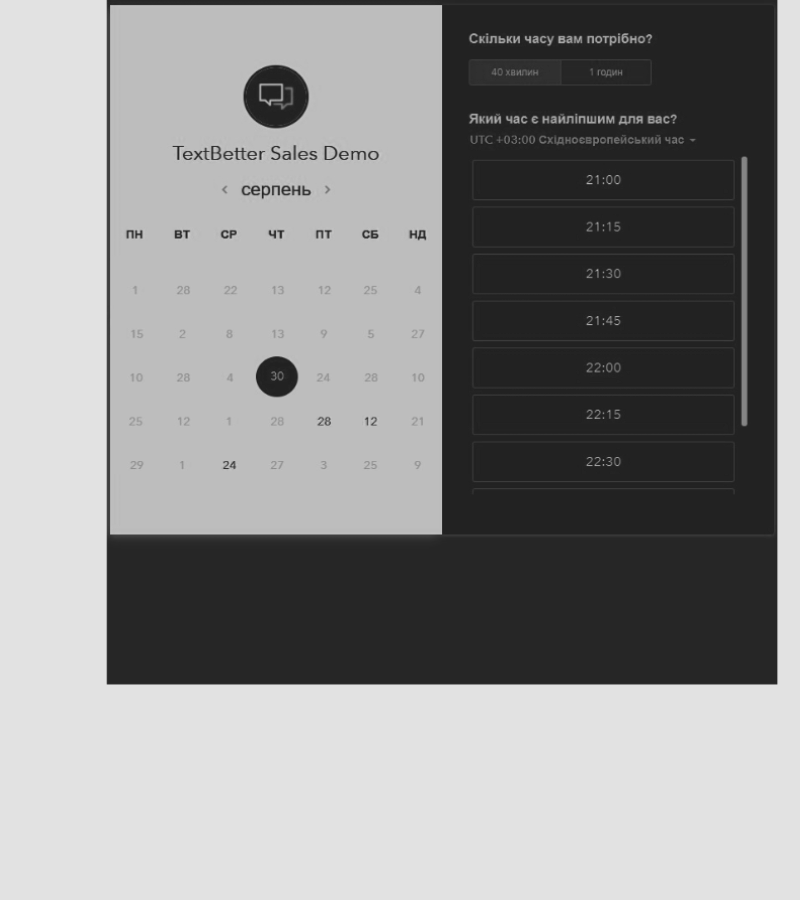 TextBetter Sales Demo
серпень
ПН ВТ СР ЧТ ПТ СБ НД
1 28 22 13 12 25 4
15 2 8 13 9 5 27
10 28 4 30 24 28 10
25 12 1 28 28 12 21
29 1 24 27 3 25 9
Скільки часу вам потрібно?
40 хвилин 1 годин
Який час є найліпшим для вас?
UTC +03:00 Східноєвропейський час
21:00
21:15
21:30
21:45
22:00
22:15
22:30